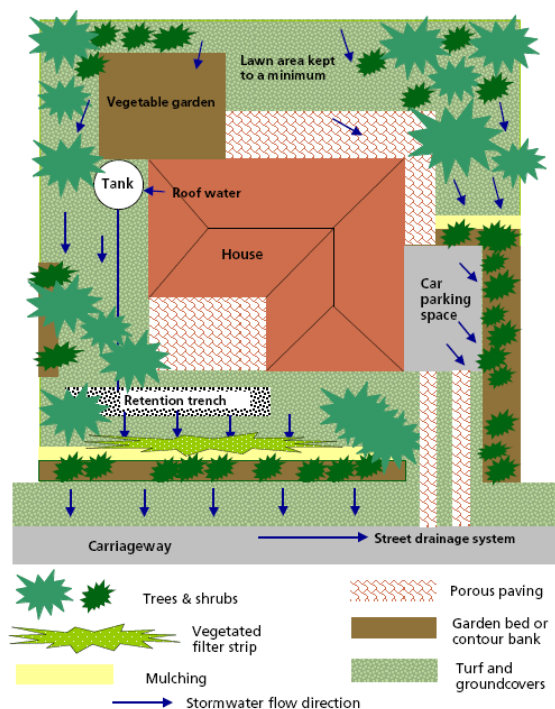 Lawn area kept
to a minimum
Vegetable garden
Tank
Roof water
House
Car
parking
space
Retention trench
Carriageway
Street drainage system
Trees & shrubs
Porous paving
Vegetated
filter strip
Garden bed or
contour bank
Mulching
Turf and
groundcovers
Stormwater flow direction